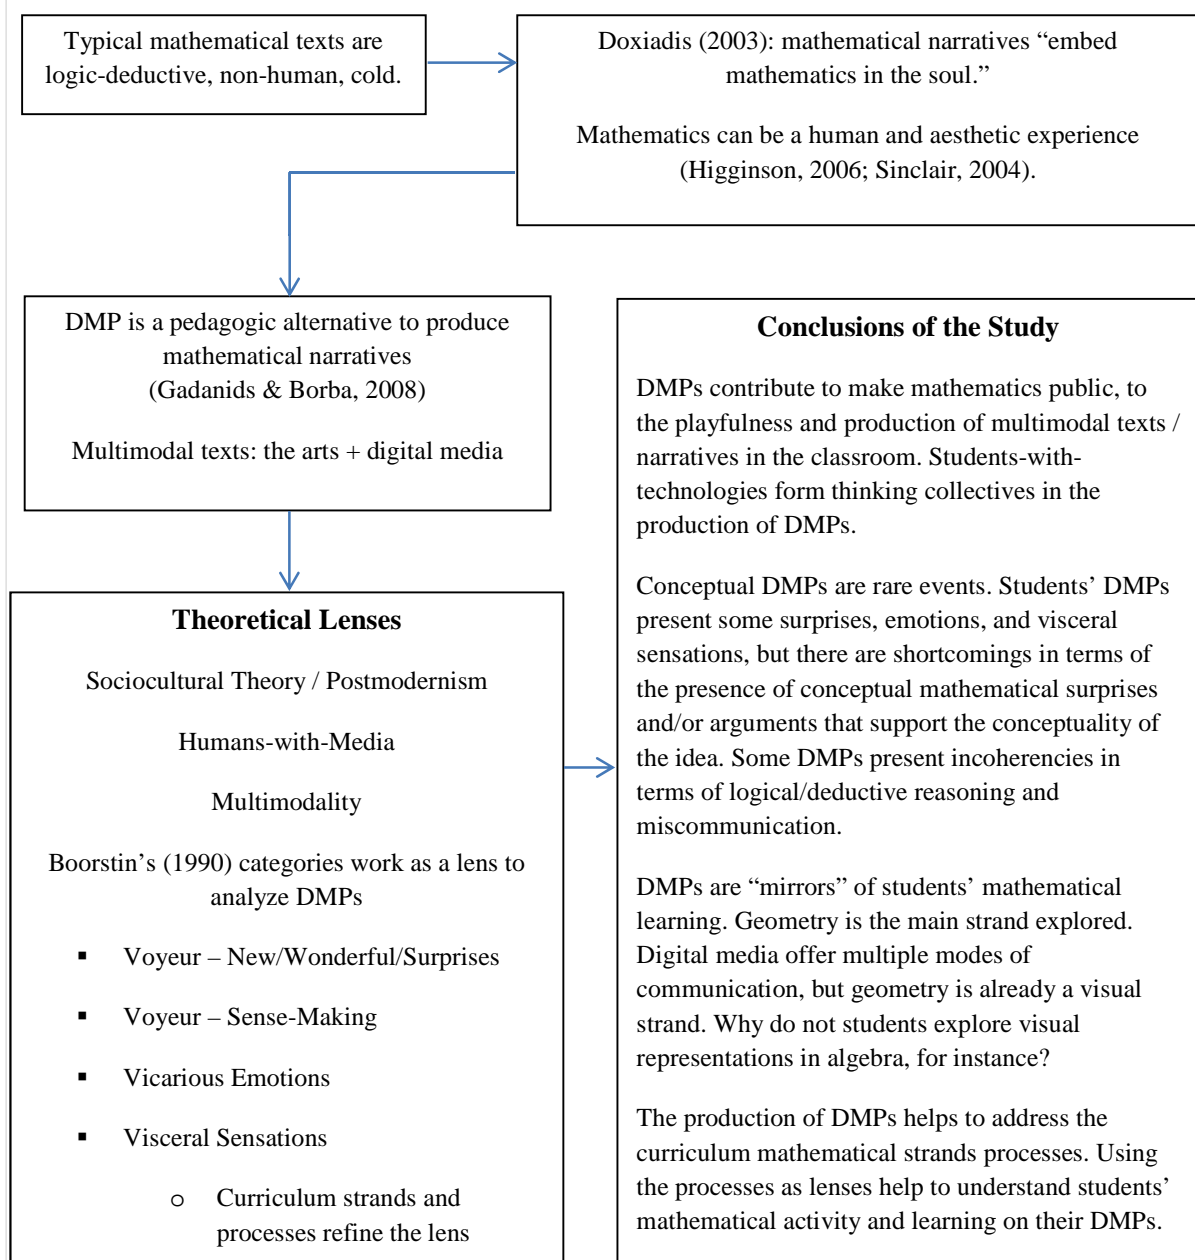 Typical mathematical texts are
logic-deductive, non-human, cold.
Doxiadis (2003): mathematical narratives “embed
mathematics in the soul.”
Mathematics can be a human and aesthetic experience
(Higginson, 2006; Sinclair, 2004).
DMP is a pedagogic alternative to produce
mathematical narratives
(Gadanids & Borba, 2008)
Multimodal texts: the arts + digital media
Theoretical Lenses
Sociocultural Theory / Postmodernism
Humans-with-Media
Multimodality
Boorstin’s (1990) categories work as a lens to
analyze DMPs
▪ Voyeur – New/Wonderful/Surprises
▪ Voyeur – Sense-Making
▪ Vicarious Emotions
▪ Visceral Sensations
o Curriculum strands and
processes refine the lens
Conclusions of the Study
DMPs contribute to make mathematics public, to
the playfulness and production of multimodal texts /
narratives in the classroom. Students-with-
technologies form thinking collectives in the
production of DMPs.
Conceptual DMPs are rare events. Students’ DMPs
present some surprises, emotions, and visceral
sensations, but there are shortcomings in terms of
the presence of conceptual mathematical surprises
and/or arguments that support the conceptuality of
the idea. Some DMPs present incoherencies in
terms of logical/deductive reasoning and
miscommunication.
DMPs are “mirrors” of students’ mathematical
learning. Geometry is the main strand explored.
Digital media offer multiple modes of
communication, but geometry is already a visual
strand. Why do not students explore visual
representations in algebra, for instance?
The production of DMPs helps to address the
curriculum mathematical strands processes. Using
the processes as lenses help to understand students’
mathematical activity and learning on their DMPs.